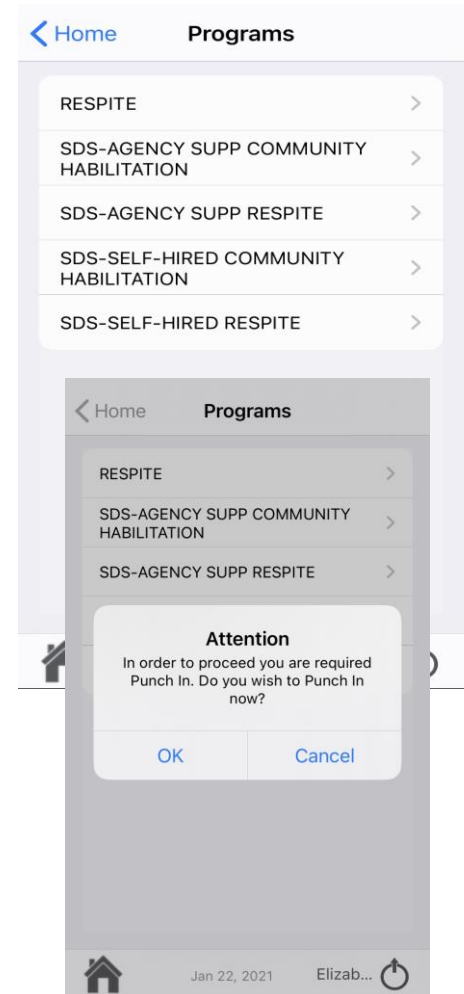 Home Programs
RESPITE
SDS-AGENCY SUPP COMMUNITY
HABILITATION
SDS-AGENCY SUPP RESPITE
SDS-SELF-HIRED COMMUNITY
HABILITATION
SDS-SELF-HIRED RESPITE
Home Programs
RESPITE
SDS-AGENCY SUPP COMMUNITY
HABILITATION
SDS-AGENCY SUPP RESPITE
Attention
In order to proceed you are required
Punch In. Do you wish to Punch In
now?
OK Cancel
Jan 22, 2021 Elizab...